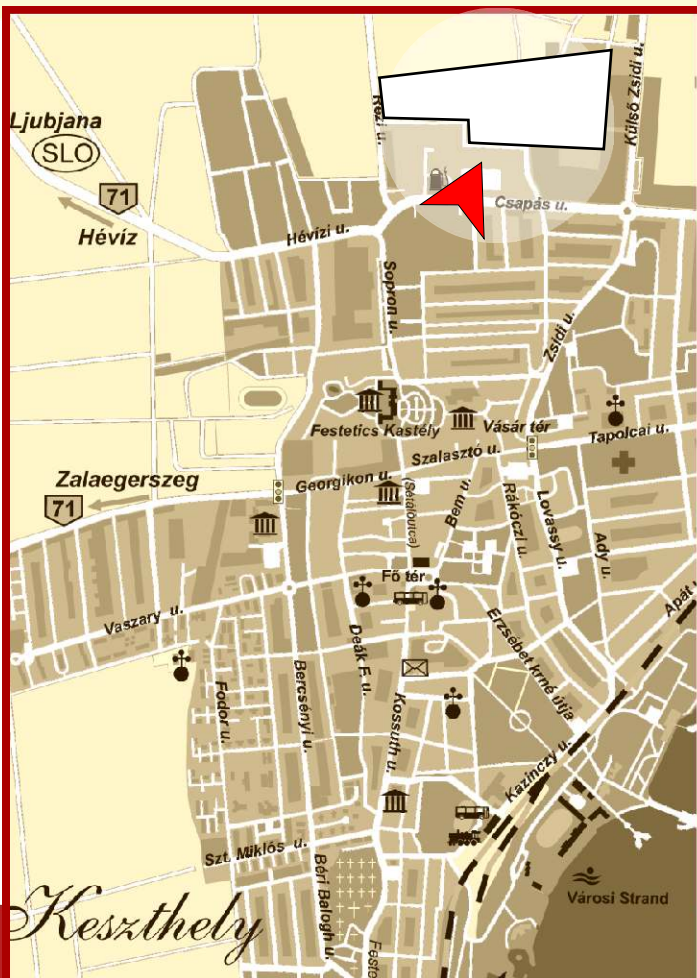 Rezi u.
Külső Zsidi u.
Ljubjana
SLO
71
Hévíz
Csapás u.
Hévízi u.
Sopron u.
Zsidi u.
Festetics Kastély
Vásár tér
Tapolcai u.
Szalasztó u.
Zalaegerszeg
71
Georgikon u.
(Sétálóutca)
Bem u.
Rákóczi u.
Lovassy u.
Ady u.
Fő tér
Vaszary u.
Apát
Erzsébet krné útja
Deák F. u.
Fodor u.
Bercsényi u.
Kossuth u.
Kazinczy u.
Szt. Miklós u.
Béri Balogh u.
Városi Strand
Keszthely
Feste